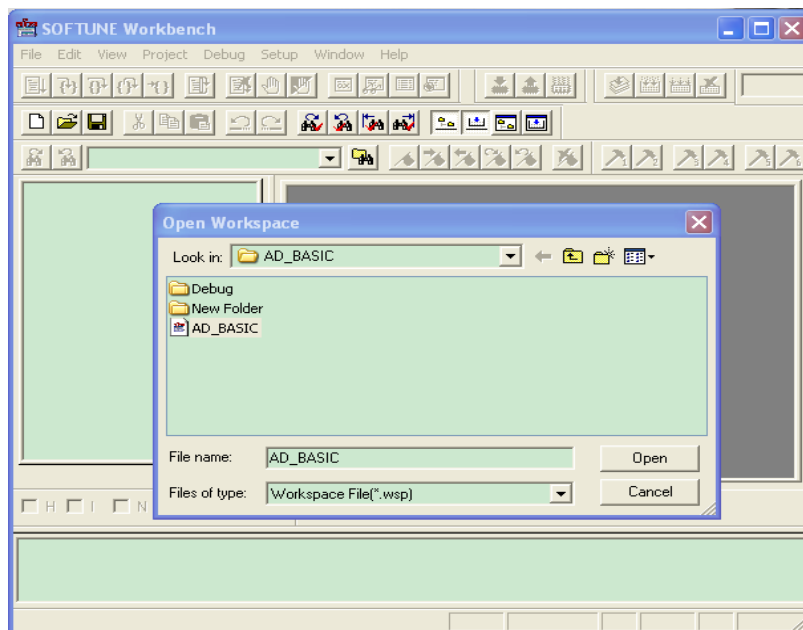 SOFTUNE Workbench
File Edit View Project Debug Setup Window Help
Open Workspace
Look in: AD_BASIC
Debug
New Folder
AD_BASIC
File name: AD_BASIC Open
Files of type: Workspace File(*.wsp) Cancel
H I N